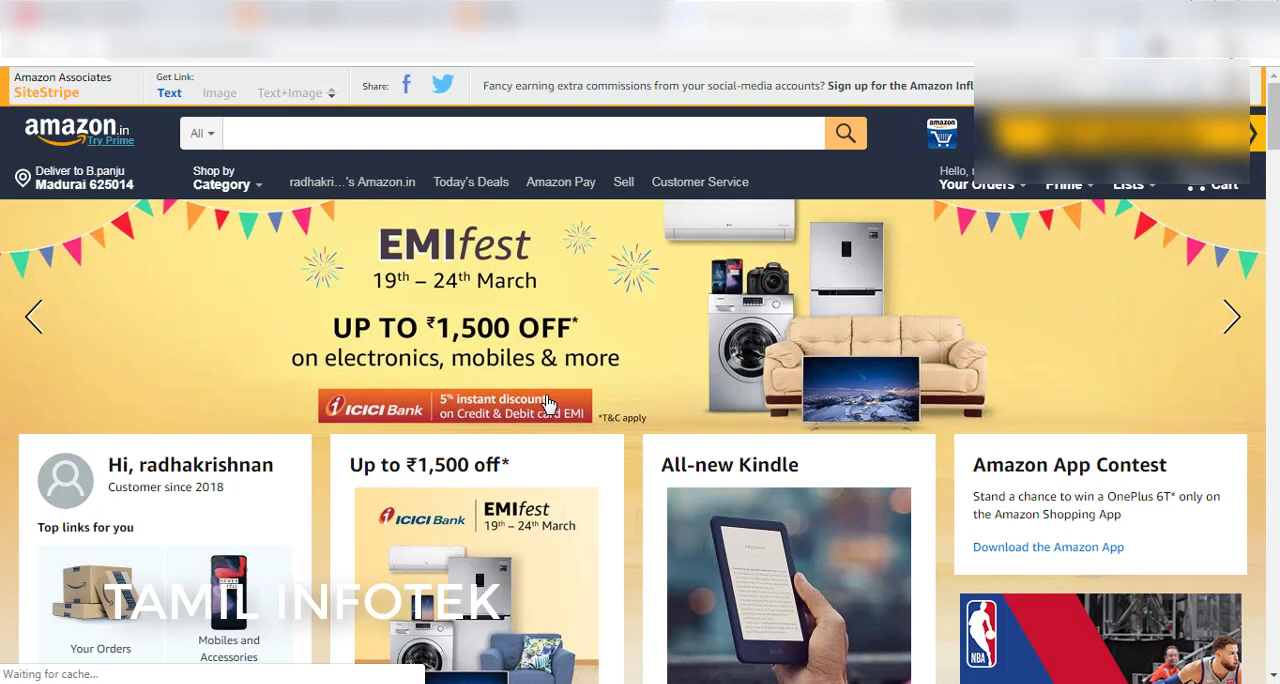 Amazon Associates
SiteStripe
Get Link:
Text Image Text+Image
Share:
Fancy earning extra commissions from your social-media accounts? Sign up for the Amazon Infl
amazon.in
Try Prime
All
amazon
Deliver to B.panju
Madurai 625014
Shop by
Category
radhakri...'s Amazon.in Today's Deals Amazon Pay Sell Customer Service
Hello,
Your Orders Prime Lists Cart
EMIfest
19th – 24th March
UP TO ₹1,500 OFF*
on electronics, mobiles & more
ICICI Bank
5% instant discount
on Credit & Debit card EMI
*T&C apply
Hi, radhakrishnan
Customer since 2018
Top links for you
Orders
Mobiles and
Accessories
Up to ₹1,500 off*
ICICI Bank
EMIfest
19th – 24th March
All-new Kindle
Amazon App Contest
Stand a chance to win a OnePlus 6T* only on
the Amazon Shopping App
Download the Amazon App
NBA
TAMIL INFOTEK
Waiting for cache...